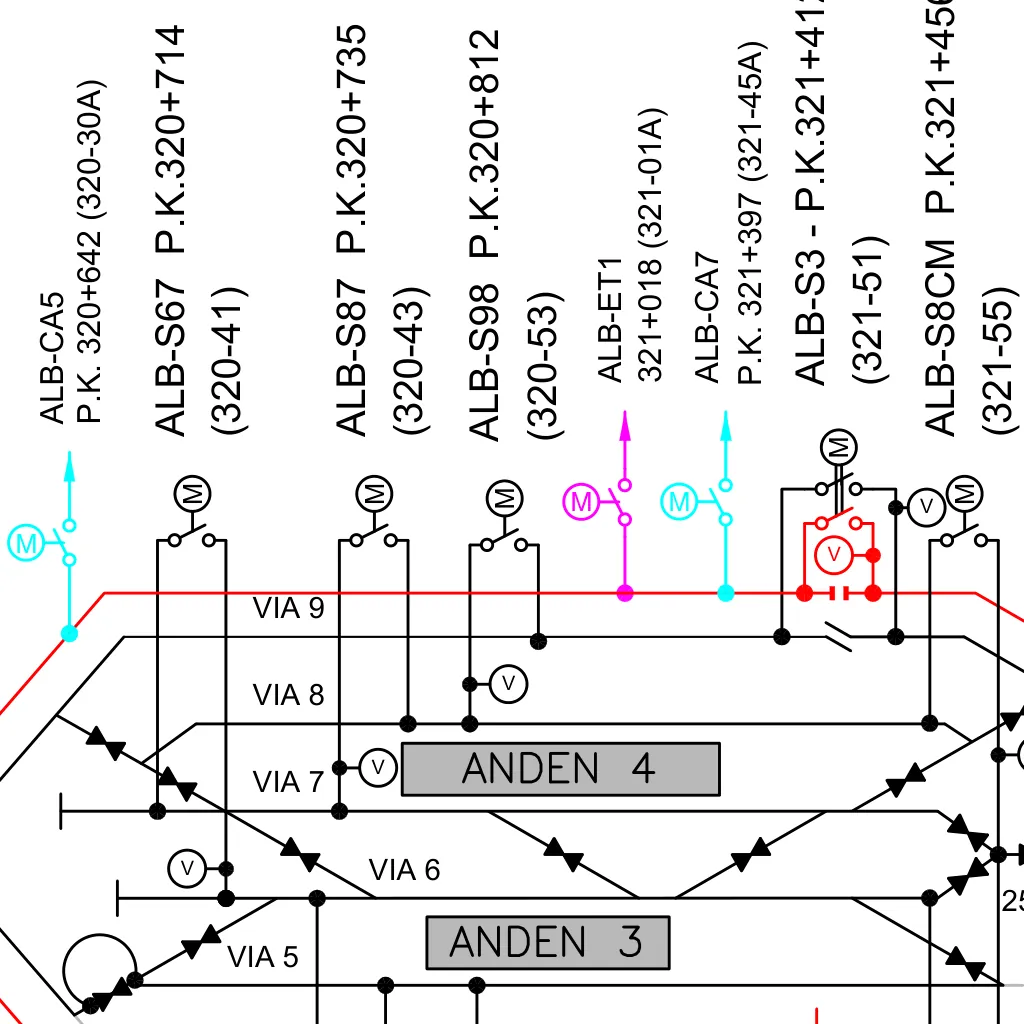 ALB-CA5
P.K. 320+642 (320-30A)
ALB-S67 P.K.320+714
(320-41)
ALB-S87 P.K.320+735
(320-43)
ALB-S98 P.K.320+812
(320-53)
ALB-ET1
321+018 (321-01A)
ALB-CA7
P.K. 321+397 (321-45A)
ALB-S3 - P.K.321+412
(321-51)
ALB-S8CM P.K.321+456
(321-55)
M
M
M
M
M
M
M
M
V
V
VIA 9
V
VIA 8
V
ANDEN 4
VIA 7
V
VIA 6
25
ANDEN 3
VIA 5